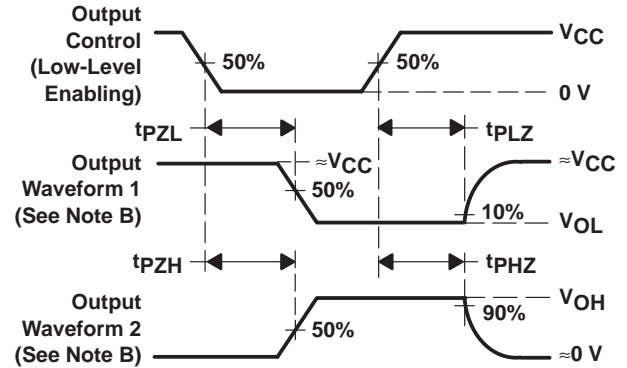 Output
Control
(Low-Level
Enabling)
50%
50%
VCC
0 V
tPZL
tPLZ
Output
Waveform 1
(See Note B)
≈VCC
50%
10%
≈VCC
VOL
tPZH
tPHZ
Output
Waveform 2
(See Note B)
50%
90%
VOH
≈0 V